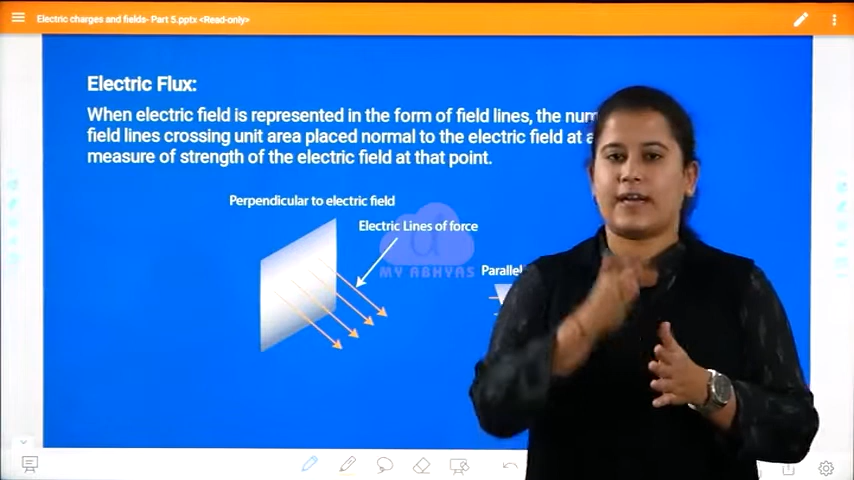 Electric charges and fields- Part 5.pptx <Read-only>
Electric Flux:
When electric field is represented in the form of field lines, the
field lines crossing unit area placed normal to the electric field at
measure of strength of the electric field at that point.
Perpendicular to electric field
Electric Lines of force
MY ABHYAS
Parallel